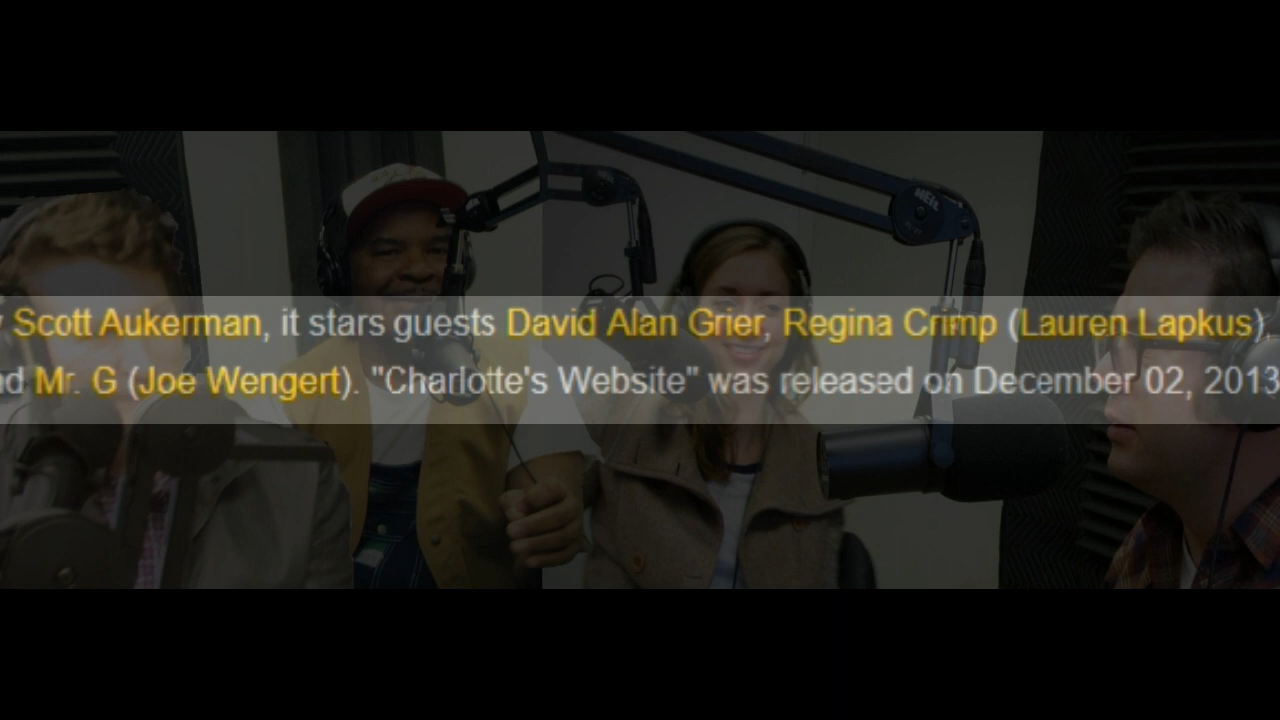 Scott Aukerman, it stars guests David Alan Grier, Regina Crimp (Lauren Lapkus),
Mr. G (Joe Wengert). "Charlotte's Website" was released on December 02, 2013